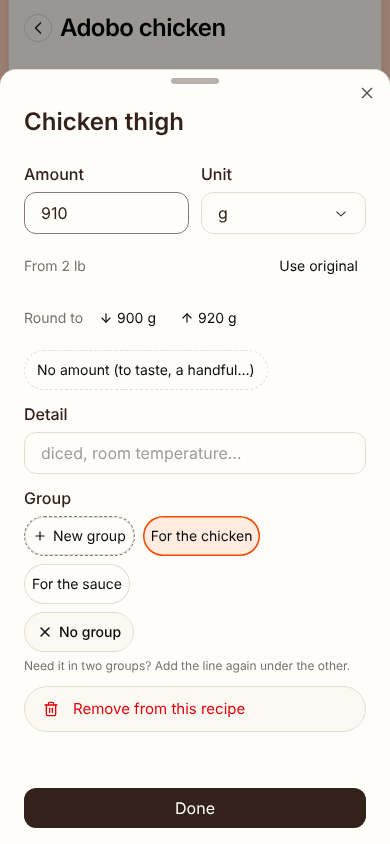 Adobo chicken
Chicken thigh
Amount Unit
910 g
From 2 lb Use original
Round to ↓ 900 g ↑ 920 g
No amount (to taste, a handful...)
Detail
diced, room temperature...
Group
+ New group For the chicken
For the sauce
× No group
Need it in two groups? Add the line again under the other.
Remove from this recipe
Done